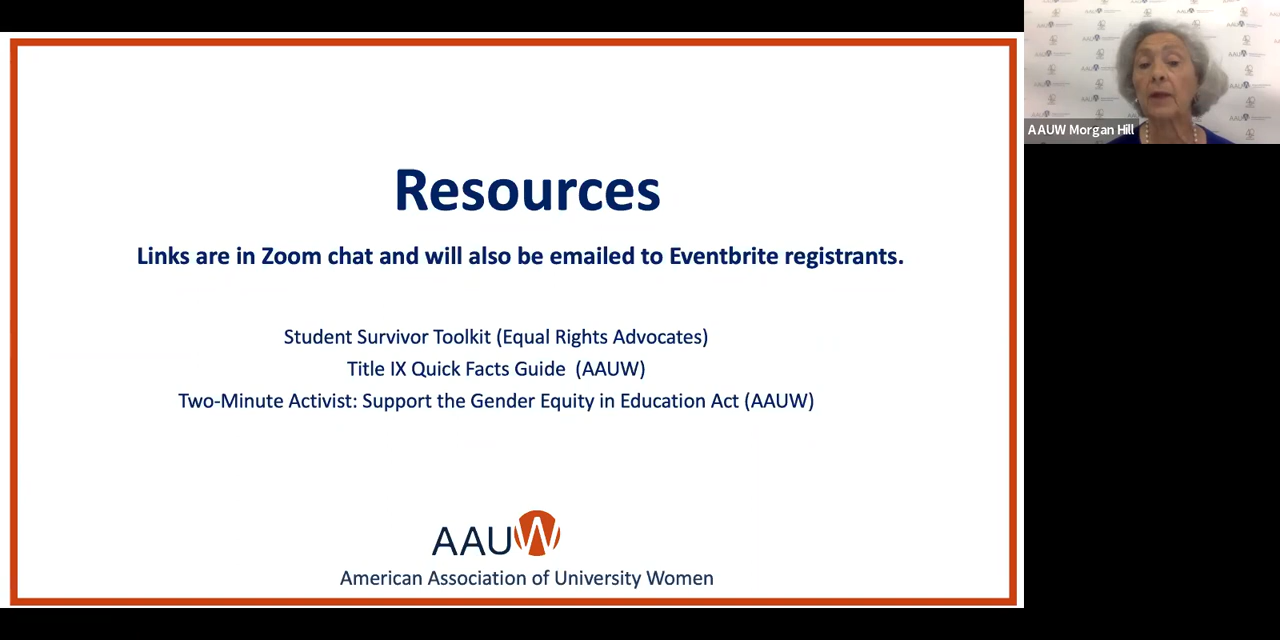 Resources
Links are in Zoom chat and will also be emailed to Eventbrite registrants.
Student Survivor Toolkit (Equal Rights Advocates)
Title IX Quick Facts Guide (AAUW)
Two-Minute Activist: Support the Gender Equity in Education Act (AAUW)
AAUW
American Association of University Women
AAUW Morgan Hill